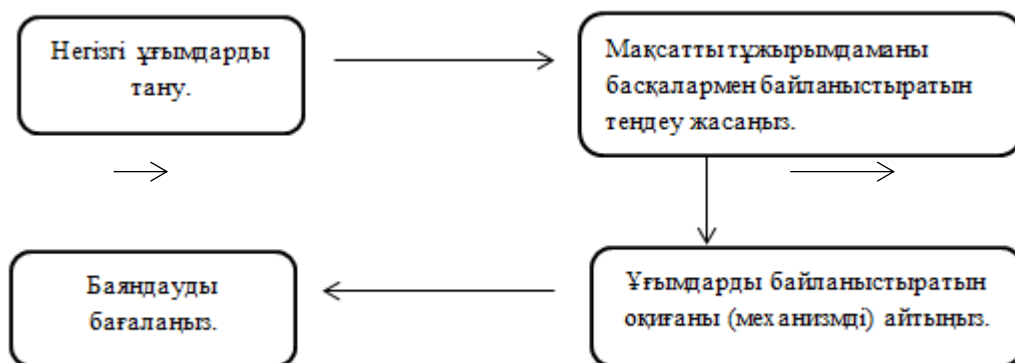 Негізгі ұғымдарды
тану.
Мақсатты тұжырымдаманы
басқалармен байланыстыратын
теңдеу жасаңыз.
Ұғымдарды байланыстыратын
оқиғаны (механизмді) айтыңыз.
Баяндауды
бағалаңыз.